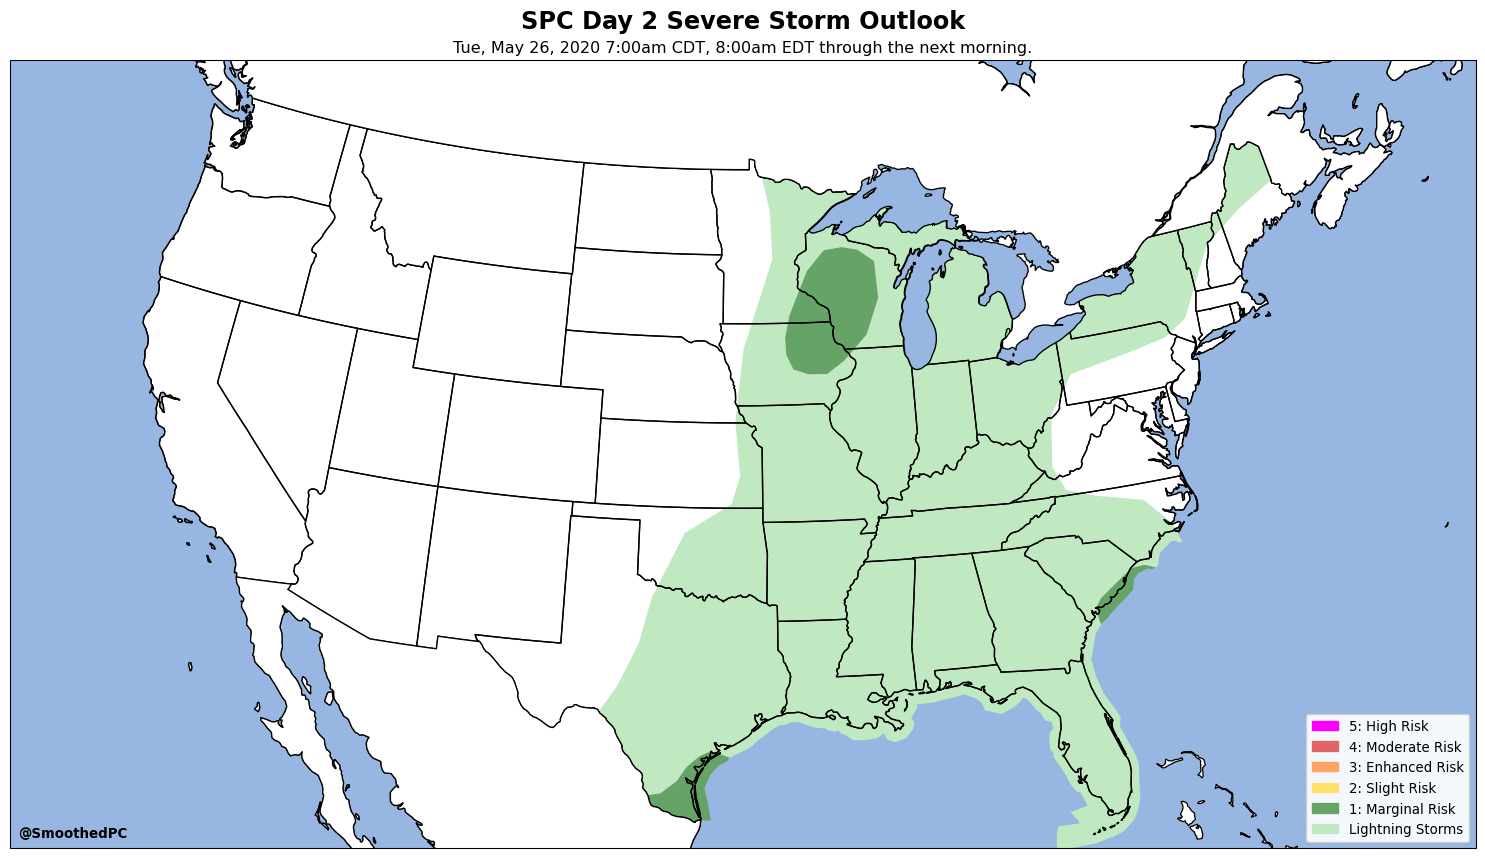 SPC Day 2 Severe Storm Outlook
Tue, May 26, 2020 7:00am CDT, 8:00am EDT through the next morning.
5: High Risk
4: Moderate Risk
3: Enhanced Risk
2: Slight Risk
1: Marginal Risk
Lightning Storms
@SmoothedPC